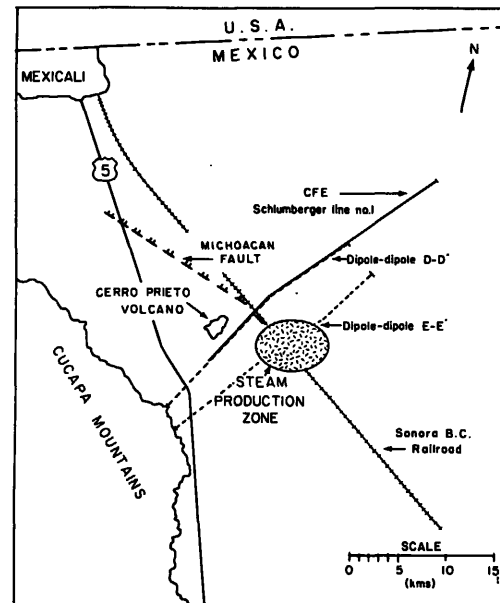 U.S.A.
MEXICO
MEXICALI
N
5
CFE
Schlumberger line no.1
MICHOACAN
FAULT
Dipole-dipole D-D'
CERRO PRIETO
VOLCANO
Dipole-dipole E-E'
STEAM
PRODUCTION
ZONE
CUCAPA MOUNTAINS
Sonora B.C.
Railroad
SCALE
0 5 10 15
(kms)